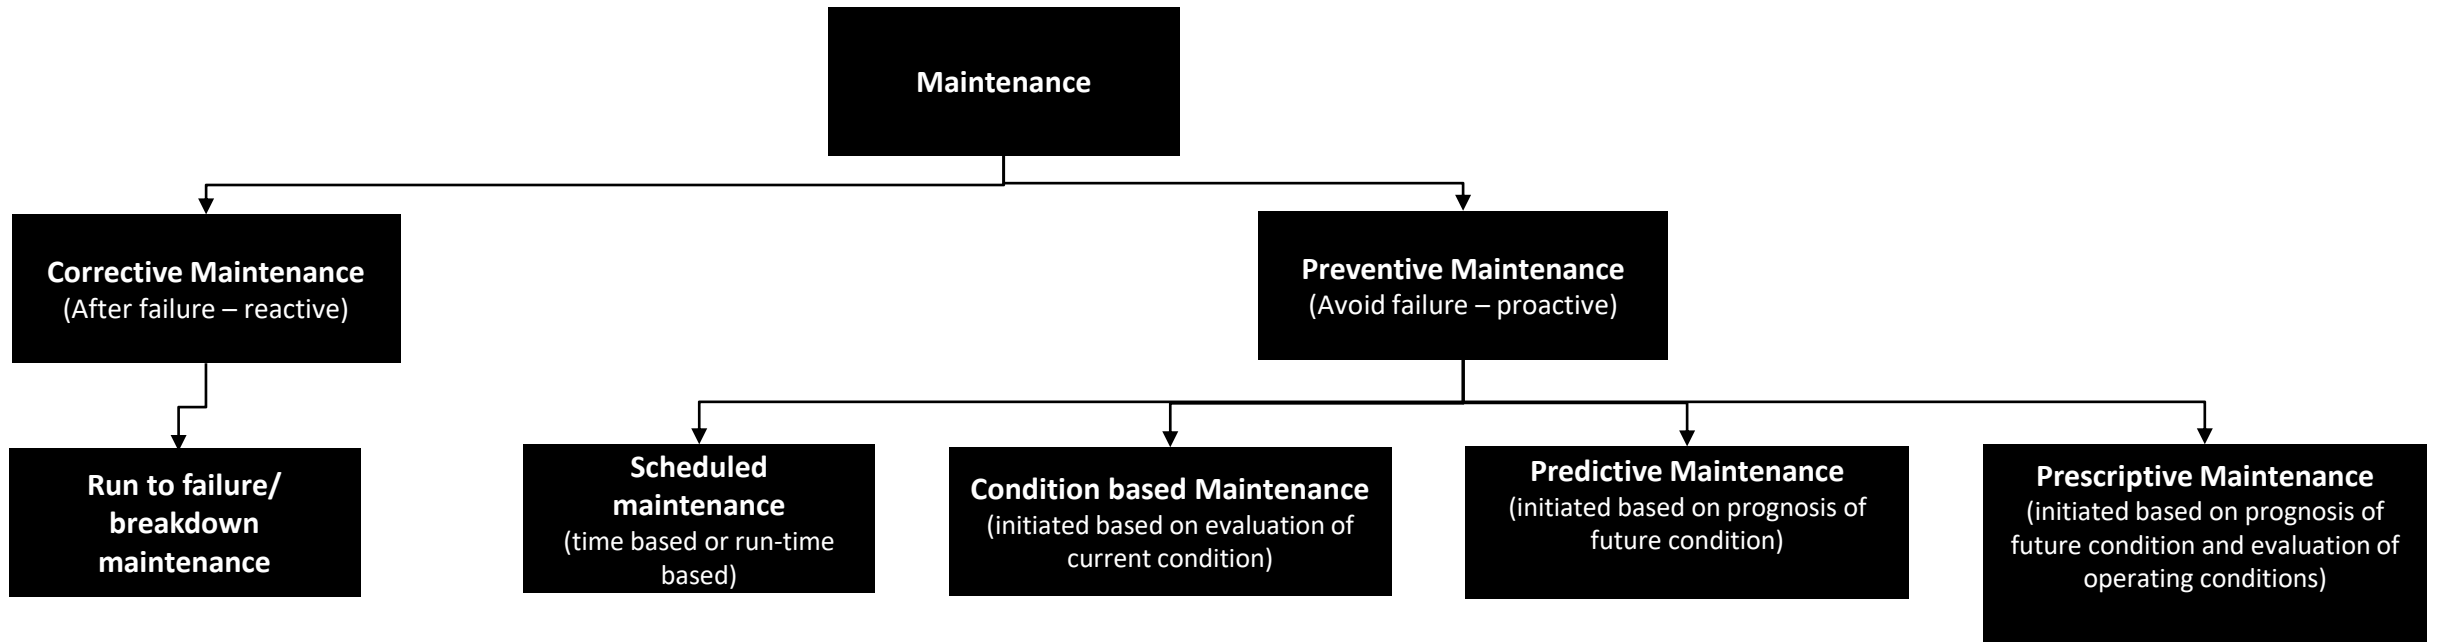 Maintenance
Corrective Maintenance
(After failure – reactive)
Preventive Maintenance
(Avoid failure – proactive)
Run to failure/
breakdown
maintenance
Scheduled
maintenance
(time based or run-time
based)
Condition based Maintenance
(initiated based on evaluation of
current condition)
Predictive Maintenance
(initiated based on prognosis of
future condition)
Prescriptive Maintenance
(initiated based on prognosis of
future condition and evaluation of
operating conditions)